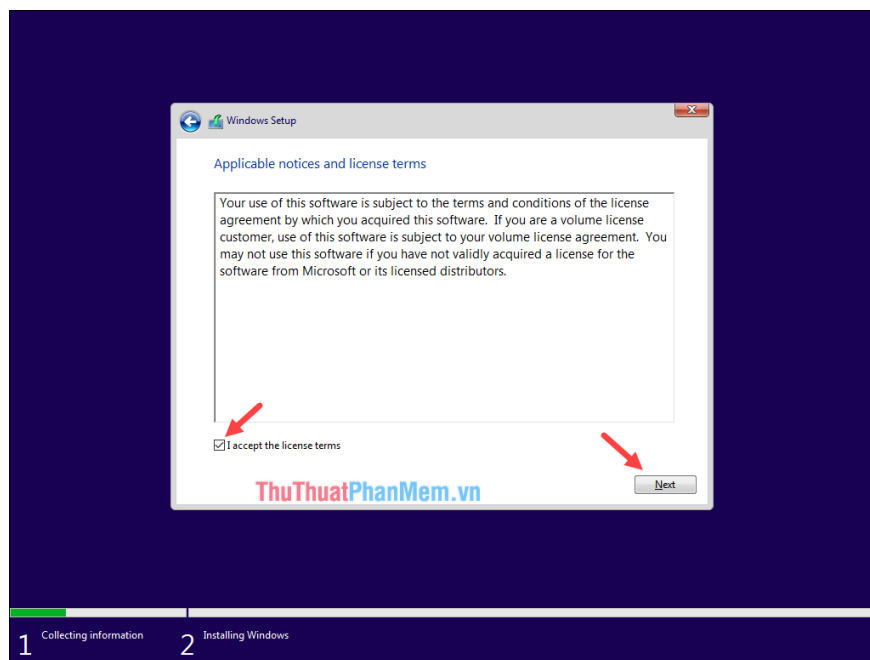 Windows Setup
Applicable notices and license terms
Your use of this software is subject to the terms and conditions of the license
agreement by which you acquired this software. If you are a volume license
customer, use of this software is subject to your volume license agreement. You
may not use this software if you have not validly acquired a license for the
software from Microsoft or its licensed distributors.
I accept the license terms
Next
ThuThuatPhanMem.vn
1 Collecting information
2 Installing Windows